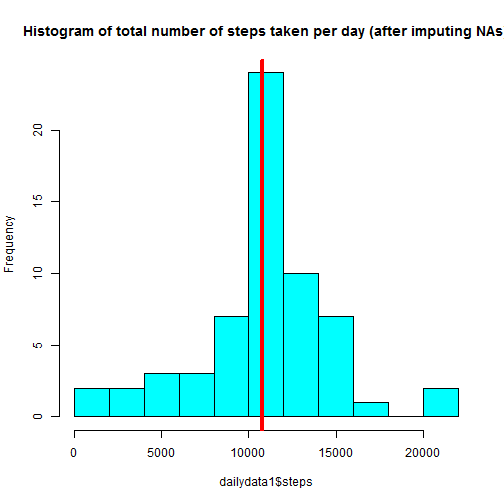 Histogram of total number of steps taken per day (after imputing NAs
Frequency
20
15
10
5
0
0 5000 10000 15000 20000
dailydata1$steps